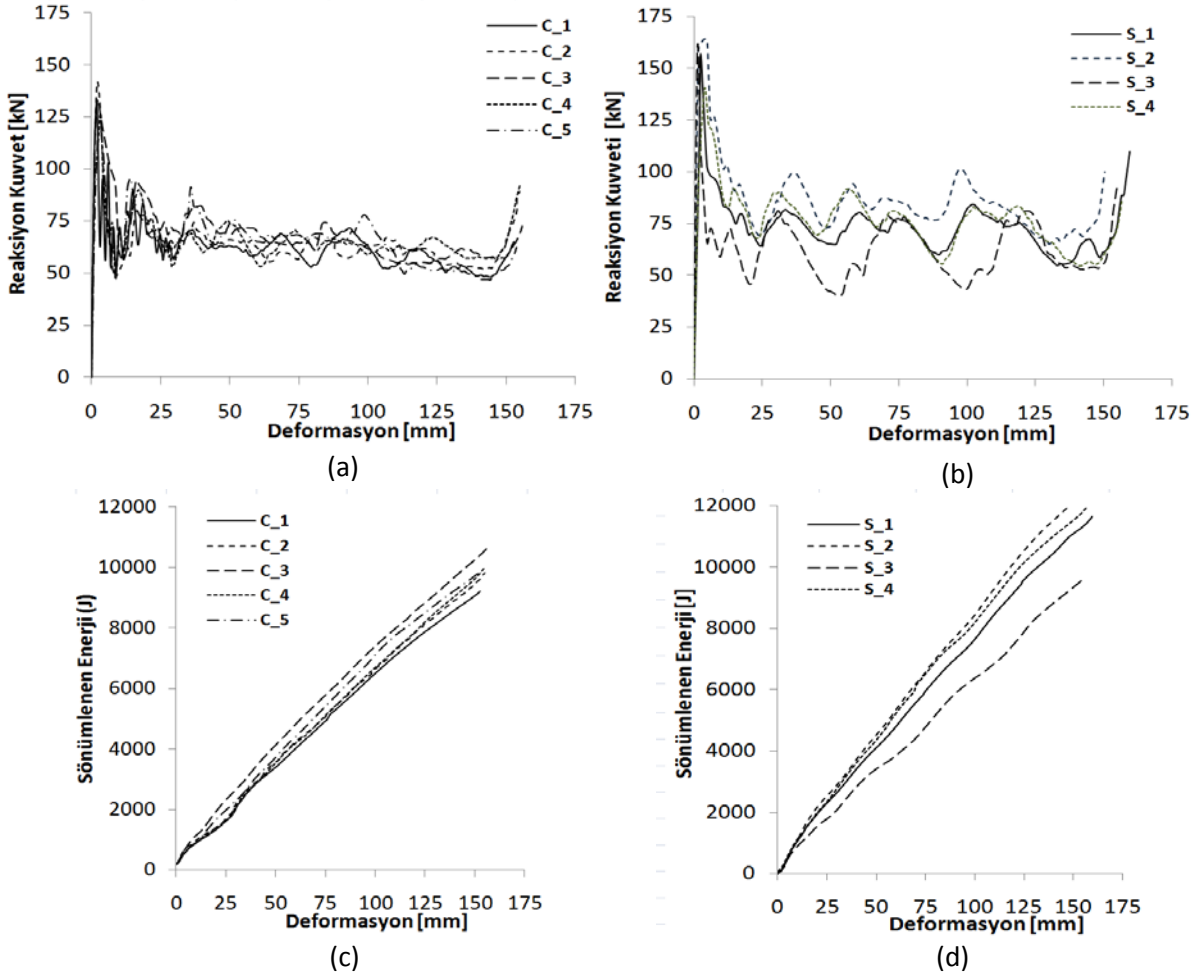 Reaksiyon Kuvvet [kN]
175
150
125
100
75
50
25
0
C_1
C_2
C_3
C_4
C_5
0 25 50 75 100 125 150 175
Deformasyon [mm]
(a)
Reaksiyon Kuvveti [kN]
175
150
125
100
75
50
25
0
S_1
S_2
S_3
S_4
0 25 50 75 100 125 150 175
Deformasyon [mm]
(b)
Sönümlenen Enerji (J)
12000
10000
8000
6000
4000
2000
0
C_1
C_2
C_3
C_4
C_5
0 25 50 75 100 125 150 175
Deformasyon [mm]
(c)
Sönümlenen Enerji [J]
12000
10000
8000
6000
4000
2000
0
S_1
S_2
S_3
S_4
0 25 50 75 100 125 150 175
Deformasyon [mm]
(d)